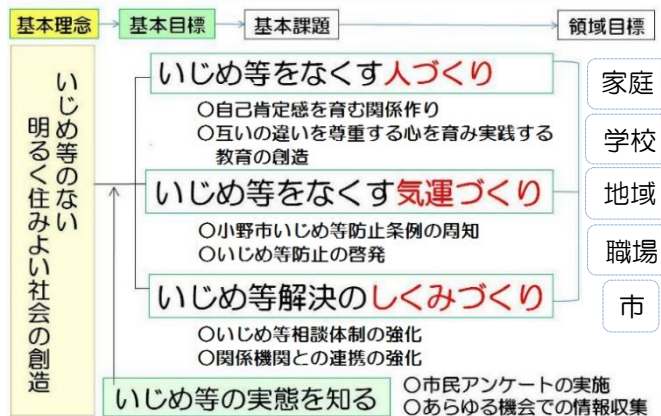 基本理念
基本目標
基本課題
領域目標
いじめ等のない
明るく住みよい社会の創造
いじめ等をなくす人づくり
○自己肯定感を育む関係作り
○互いの違いを尊重する心を育み実践する
教育の創造
いじめ等をなくす気運づくり
○小野市いじめ等防止条例の周知
○いじめ等防止の啓発
いじめ等解決のしくみづくり
○いじめ等相談体制の強化
○関係機関との連携の強化
いじめ等の実態を知る
○市民アンケートの実施
○あらゆる機会での情報収集
家庭
学校
地域
職場
市